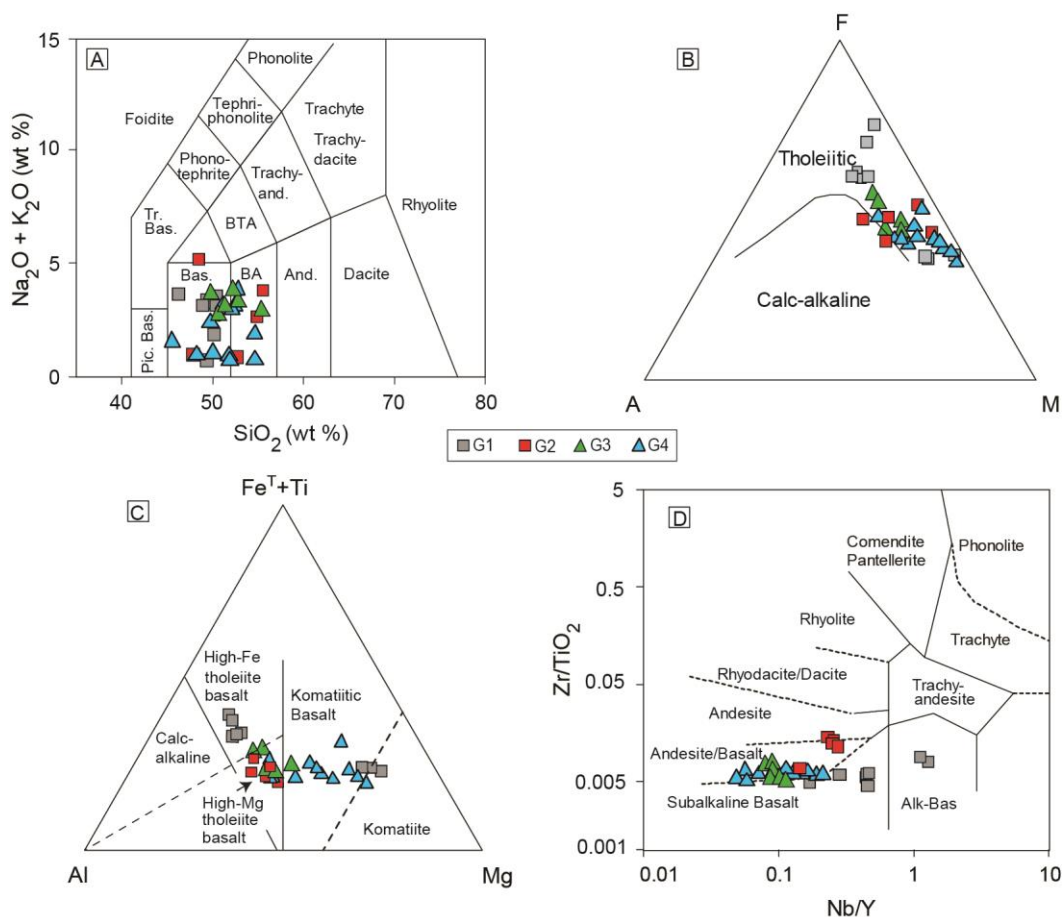 A
Na2O + K2O (wt %)
15
10
5
0
40
50
60
70
80
SiO2 (wt %)
Foidite
Phonolite
Tephri-
phonolite
Phono-
tephrite
Trachyte
Trachy-
dacite
Trachy-
and.
Tr.
Bas.
BTA
Rhyolite
Pic. Bas.
Bas.
BA
And.
Dacite
B
F
Tholeiitic
Calc-alkaline
A
M
G1
G2
G3
G4
C
FeT+Ti
High-Fe
tholeiite
basalt
Komatiitic
Basalt
Calc-
alkaline
High-Mg
tholeiite
basalt
Komatiite
Al
Mg
D
Zr/TiO2
5
0.5
0.05
0.005
0.001
0.01
0.1
1
10
Nb/Y
Comendite
Pantellerite
Phonolite
Rhyolite
Trachyte
Rhyodacite/Dacite
Trachy-
andesite
Andesite
Andesite/Basalt
Subalkaline Basalt
Alk-Bas